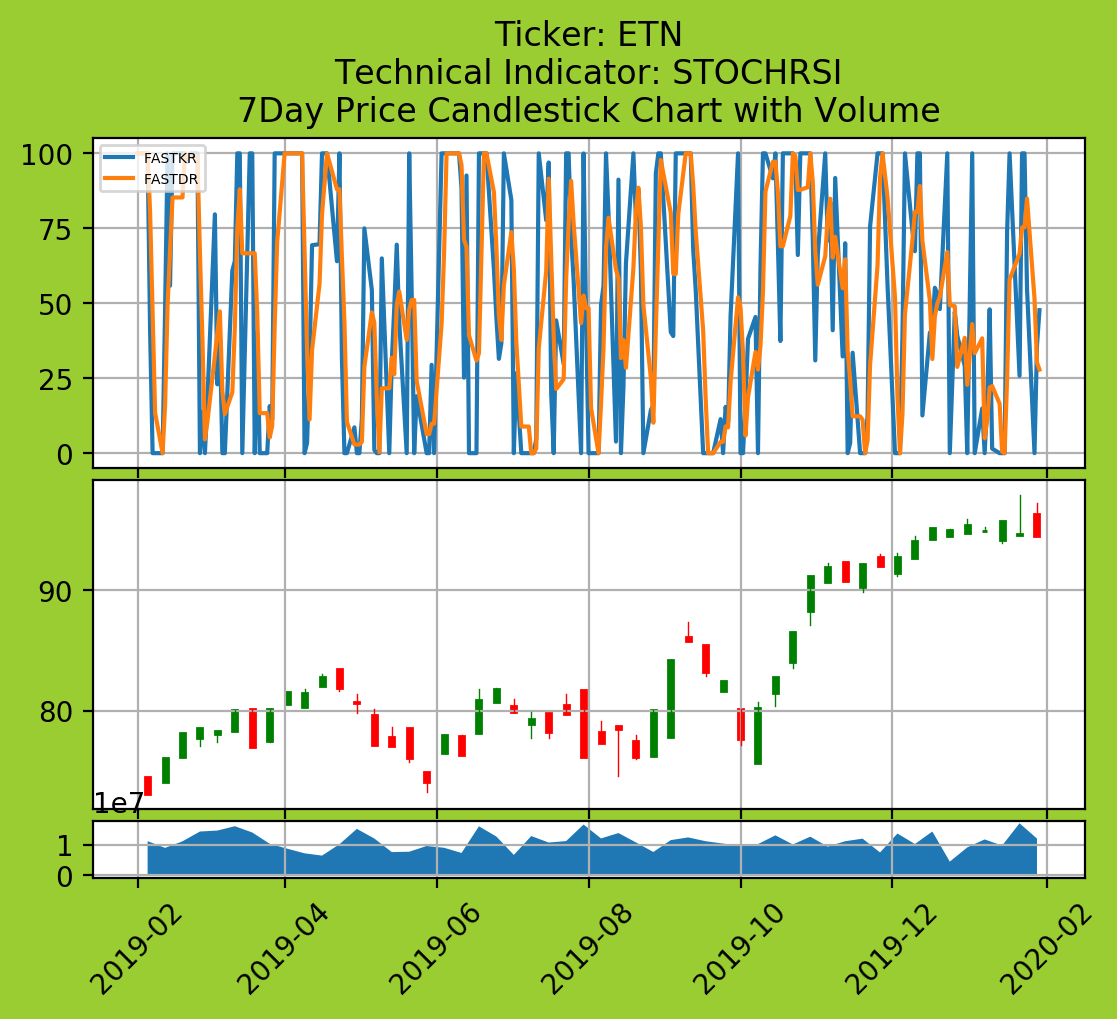 Ticker: ETN
Technical Indicator: STOCHRSI
7Day Price Candlestick Chart with Volume
100
75
50
25
0
FASTKR
FASTDR
90
80
1e7
1
0
2019-02
2019-04
2019-06
2019-08
2019-10
2019-12
2020-02